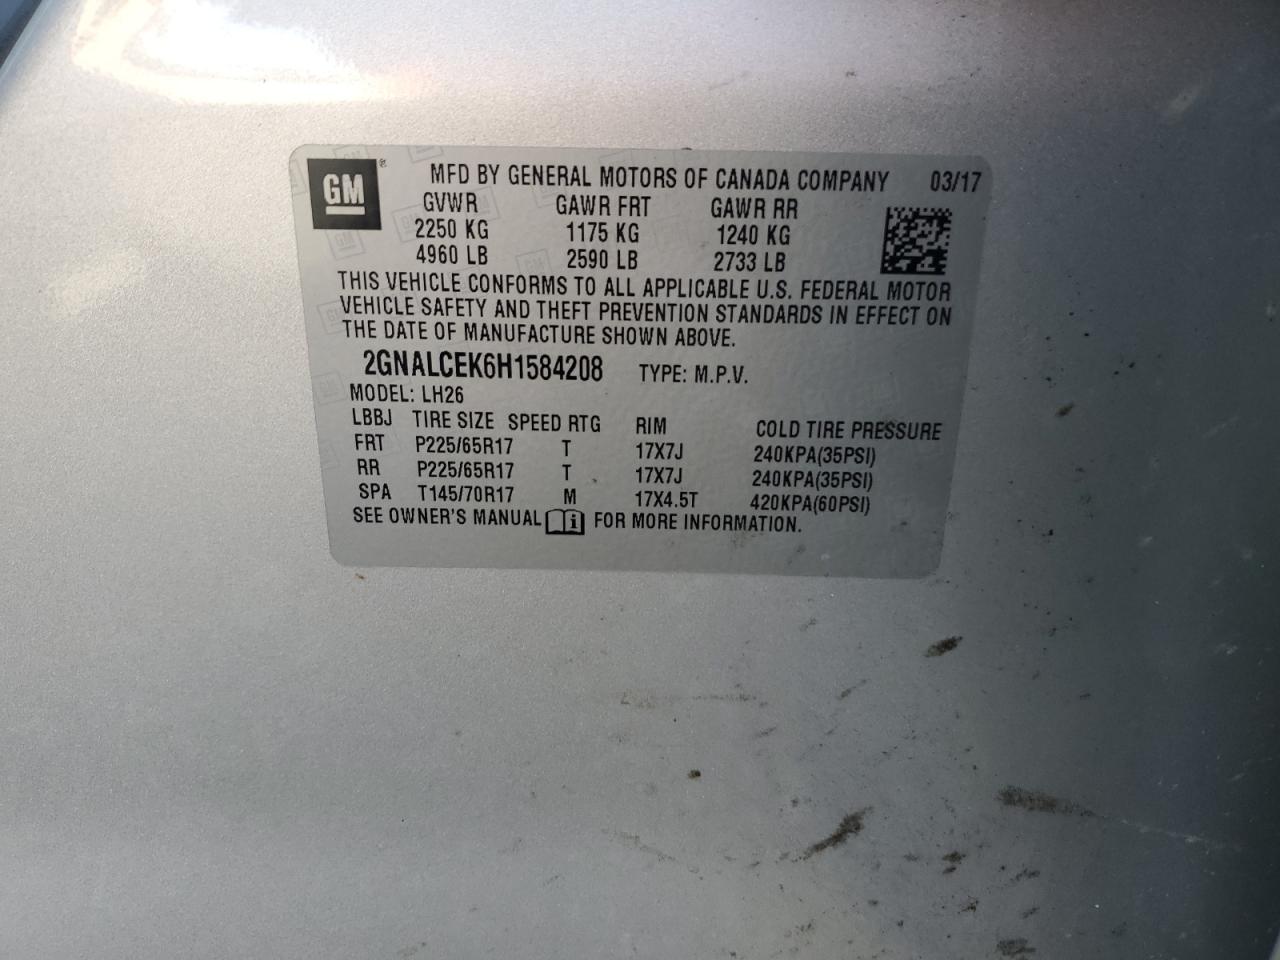 GM ® MFD BY GENERAL MOTORS OF CANADA COMPANY 03/17
GVWR GAWR FRT GAWR RR
2250 KG 1175 KG 1240 KG
4960 LB 2590 LB 2733 LB
THIS VEHICLE CONFORMS TO ALL APPLICABLE U.S. FEDERAL MOTOR
VEHICLE SAFETY AND THEFT PREVENTION STANDARDS IN EFFECT ON
THE DATE OF MANUFACTURE SHOWN ABOVE.
2GNALCEK6H1584208 TYPE: M.P.V.
MODEL: LH26
LBBJ TIRE SIZE SPEED RTG RIM COLD TIRE PRESSURE
FRT P225/65R17 T 17X7J 240KPA(35PSI)
RR P225/65R17 T 17X7J 240KPA(35PSI)
SPA T145/70R17 M 17X4.5T 420KPA(60PSI)
SEE OWNER'S MANUAL i FOR MORE INFORMATION.